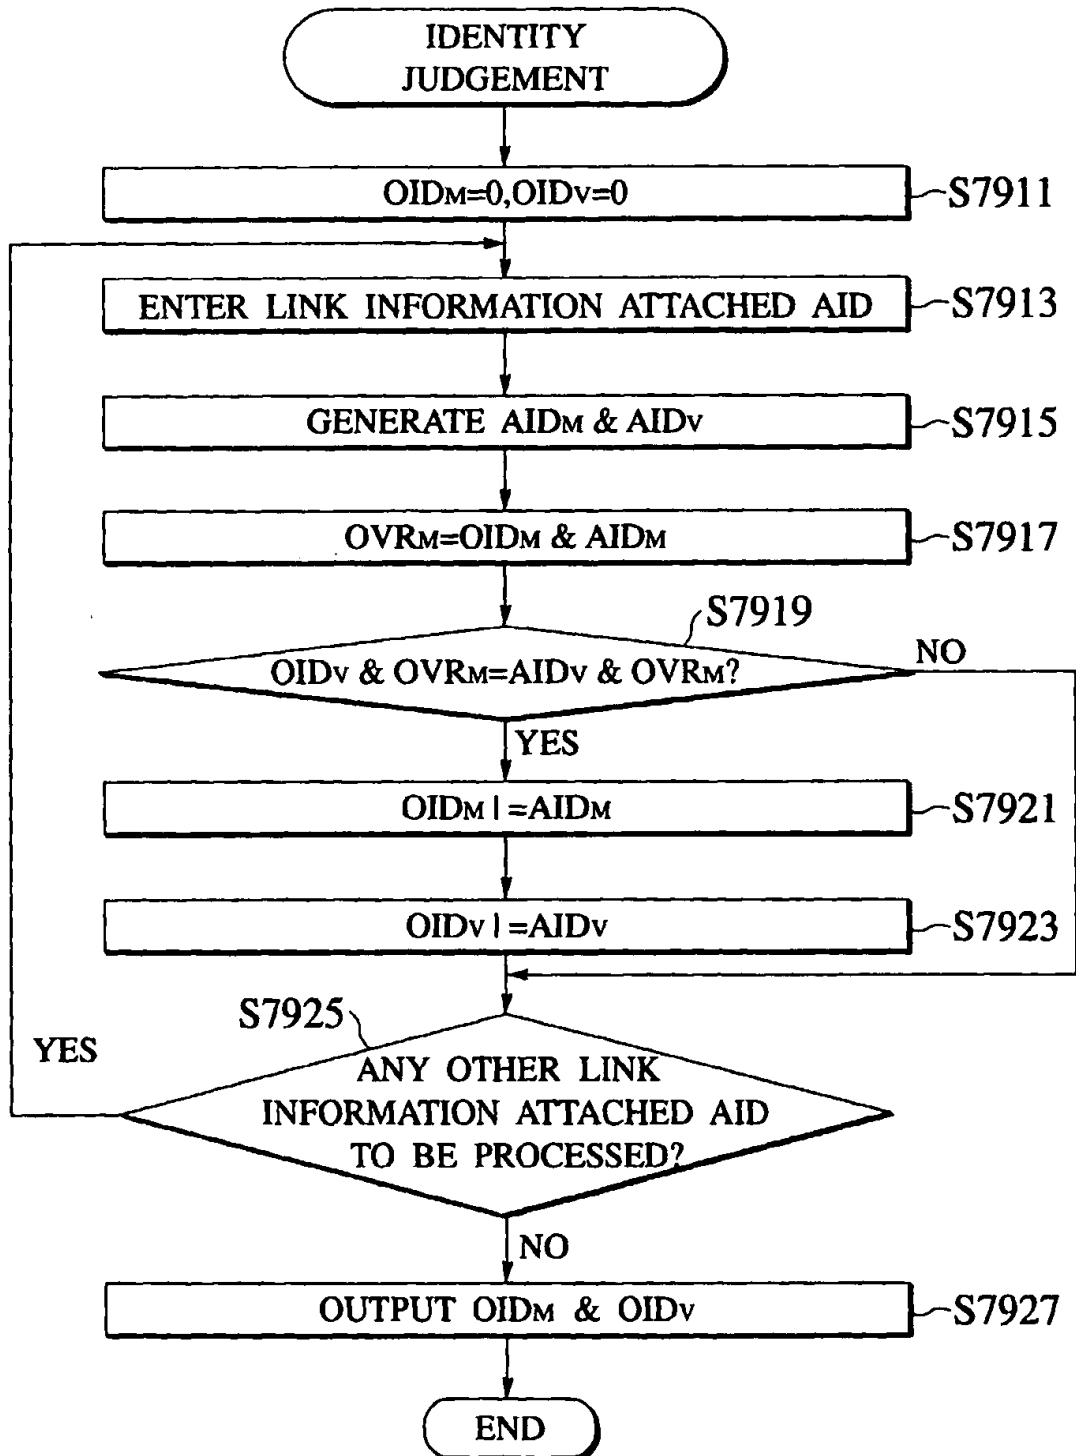 IDENTITY
JUDGEMENT
OIDM=0,OIDV=0
S7911
ENTER LINK INFORMATION ATTACHED AID
S7913
GENERATE AIDM & AIDV
S7915
OVRM=OIDM & AIDM
S7917
S7919
OIDV & OVRM=AIDV & OVRM?
NO
YES
OIDM|=AIDM
S7921
OIDV|=AIDV
S7923
S7925
YES
ANY OTHER LINK
INFORMATION ATTACHED AID
TO BE PROCESSED?
NO
OUTPUT OIDM & OIDV
S7927
END